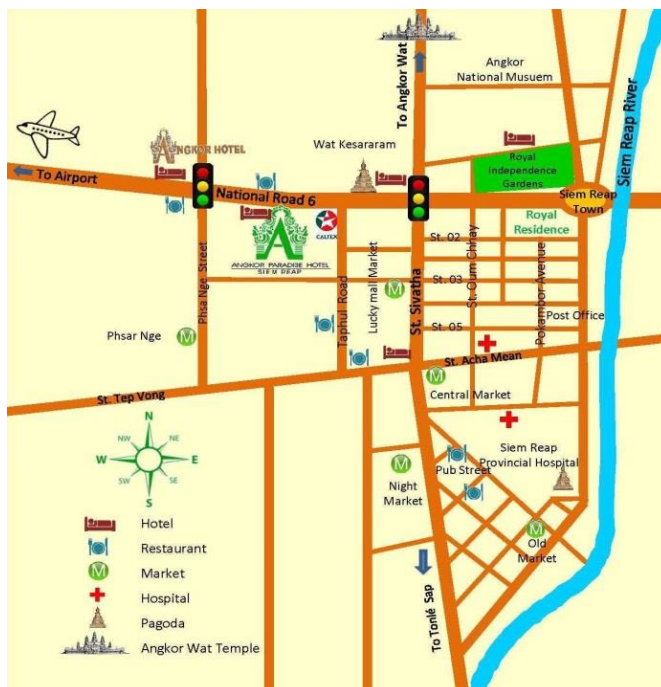 To Angkor Wat
Angkor
National Musuem
ANGKOR HOTEL
Wat Kesararam
Royal
Independence
Gardens
Siem Reap River
To Airport
National Road 6
Siem Reap
Town
CALTEX
Royal
Residence
ANGKOR PARADISE HOTEL
SIEM REAP
St. 02
St. Oum Chhay
Phsa Nge Street
Taphul Road
Lucky mall Market
St. Sivatha
St. 03
Pokambor Avenue
Post Office
St. 05
Phsar Nge
M
M
St. Acha Mean
M
Central Market
St. Tep Vong
N
NW
NE
W
E
SW
SE
S
Siem Reap
Provincial Hospital
M
Pub Street
Night
Market
M
Old
Market
To Tonlé Sap
Hotel
Restaurant
M
Market
Hospital
Pagoda
Angkor Wat Temple